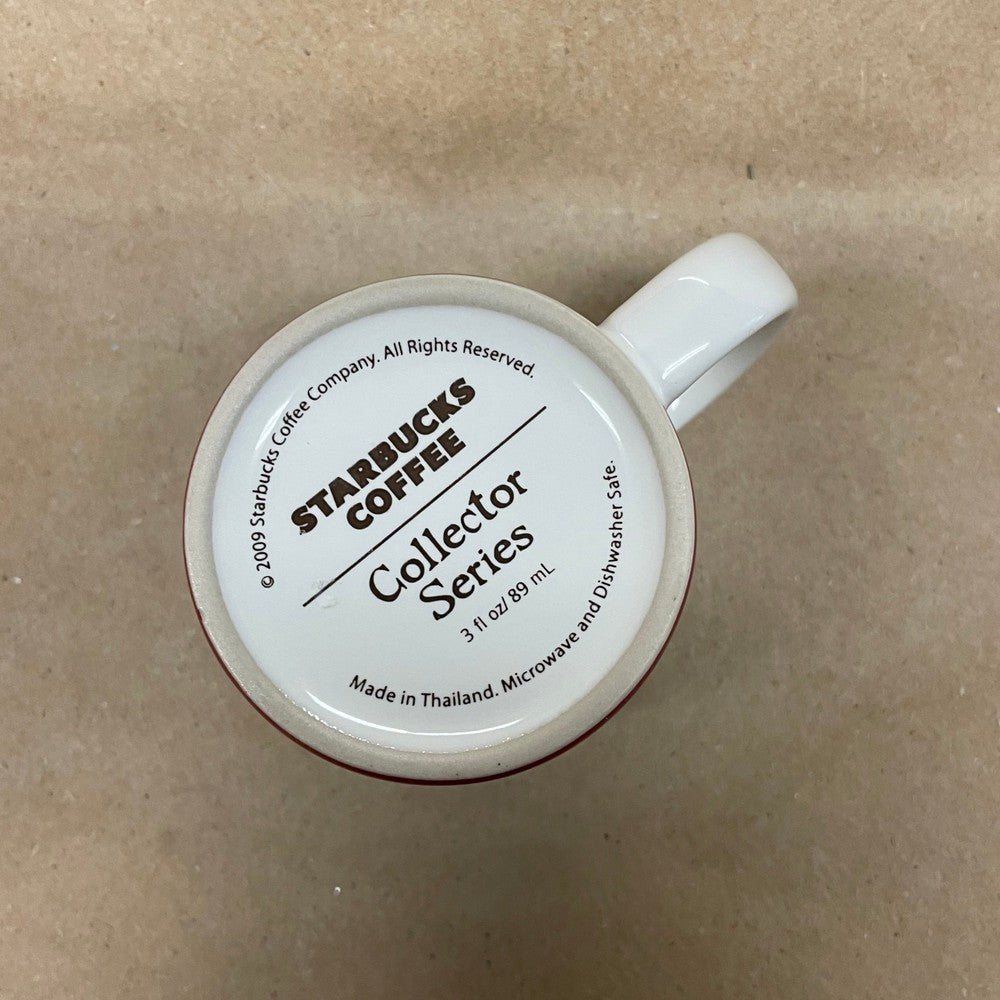 © 2009 Starbucks Coffee Company. All Rights Reserved.
STARBUCKS
COFFEE
Collector
Series
3 fl oz/ 89 mL
Made in Thailand. Microwave and Dishwasher Safe.